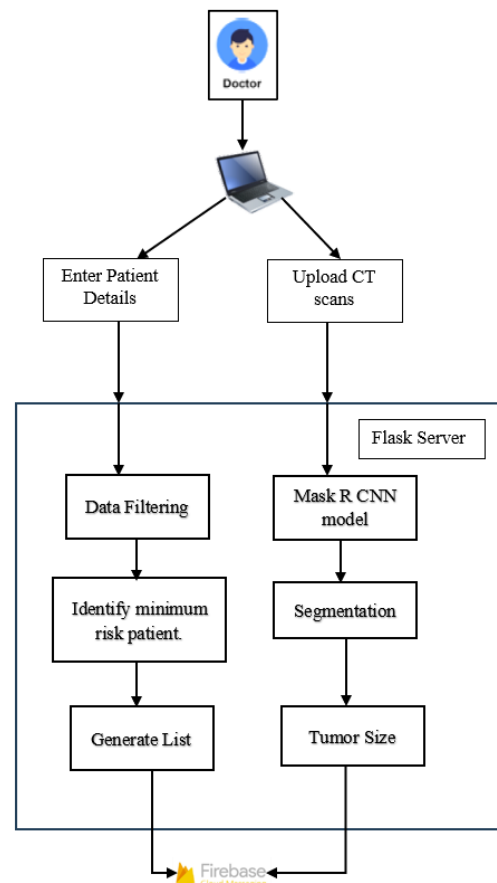 Doctor
Enter Patient
Details
Upload CT
scans
Flask Server
Data Filtering
Mask R CNN
model
Identify minimum
risk patient.
Segmentation
Generate List
Tumor Size
Firebase